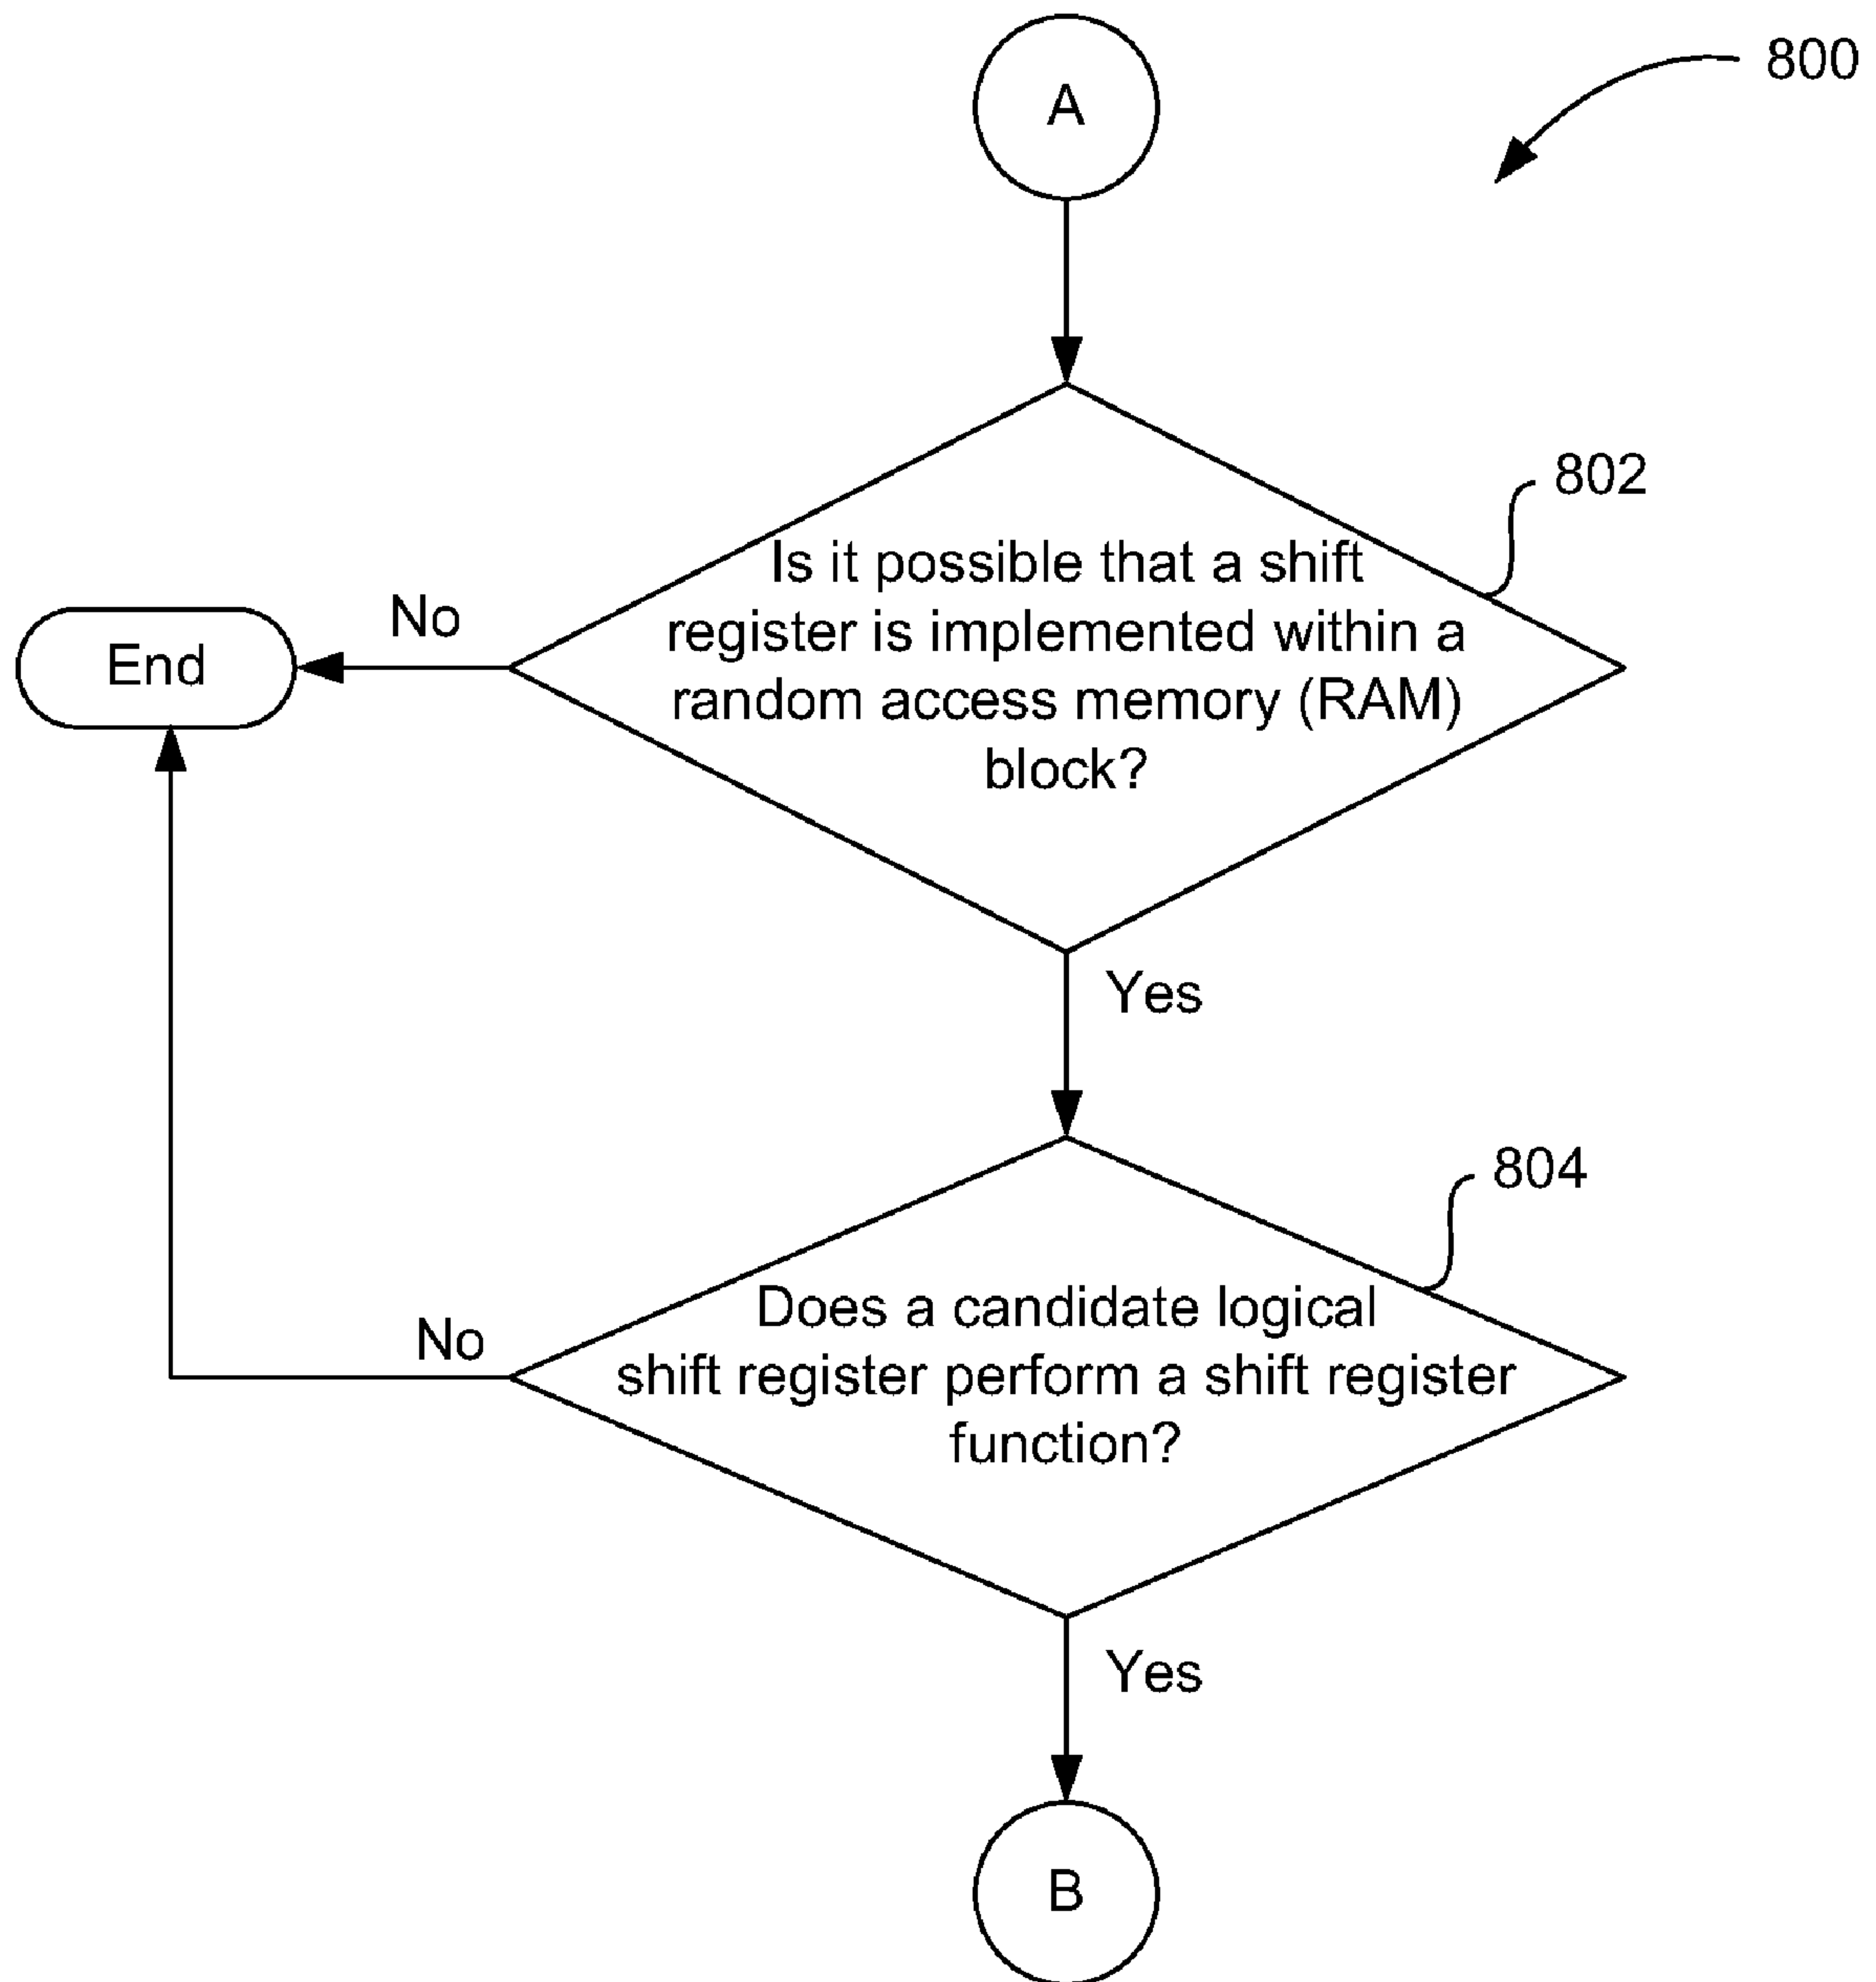 800
A
802
Is it possible that a shift
register is implemented within a
random access memory (RAM)
block?
No
End
Yes
804
Does a candidate logical
shift register perform a shift register
function?
No
Yes
B